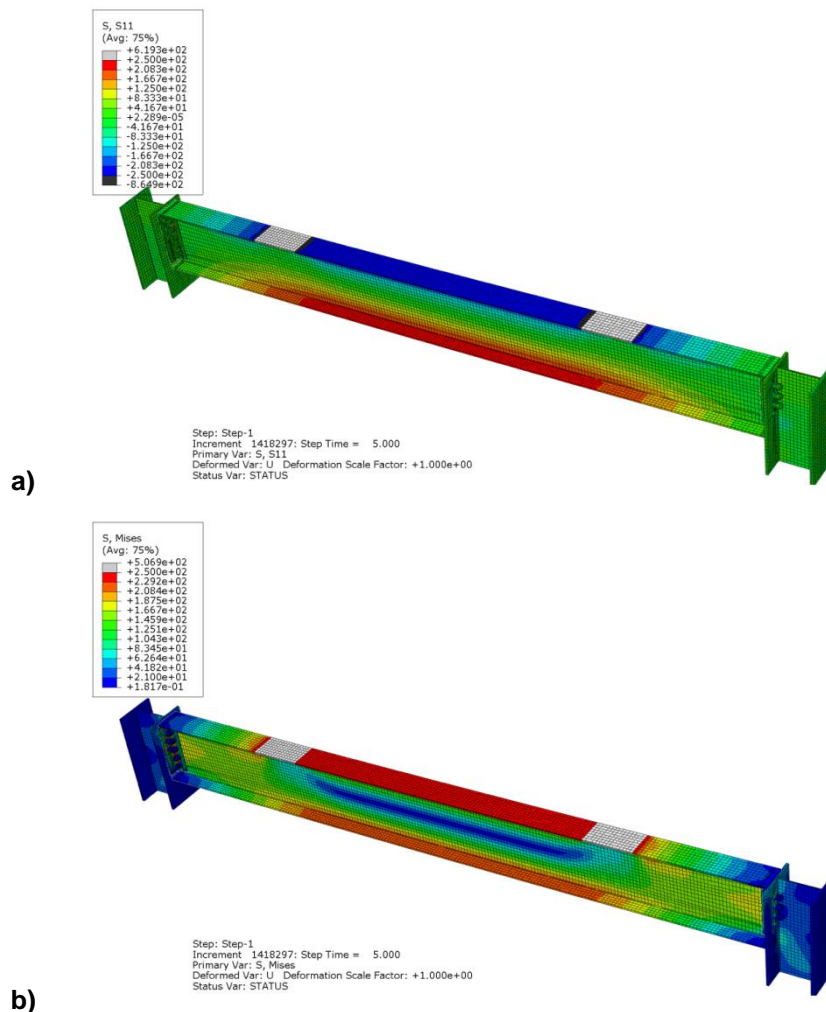 S, S11
(Avg: 75%)
+6.193e+02
+2.500e+02
+2.083e+02
+1.667e+02
+1.250e+02
+8.333e+01
+4.167e+01
+2.289e-05
-4.167e+01
-8.333e+01
-1.250e+02
-1.667e+02
-2.083e+02
-2.500e+02
-8.649e+02
Step: Step-1
Increment 1418297: Step Time = 5.000
Primary Var: S, S11
Deformed Var: U Deformation Scale Factor: +1.000e+00
Status Var: STATUS
a)
S, Mises
(Avg: 75%)
+5.069e+02
+2.500e+02
+2.292e+02
+2.084e+02
+1.875e+02
+1.667e+02
+1.459e+02
+1.251e+02
+1.043e+02
+8.345e+01
+6.264e+01
+4.182e+01
+2.100e+01
+1.817e-01
Step: Step-1
Increment 1418297: Step Time = 5.000
Primary Var: S, Mises
Deformed Var: U Deformation Scale Factor: +1.000e+00
Status Var: STATUS
b)